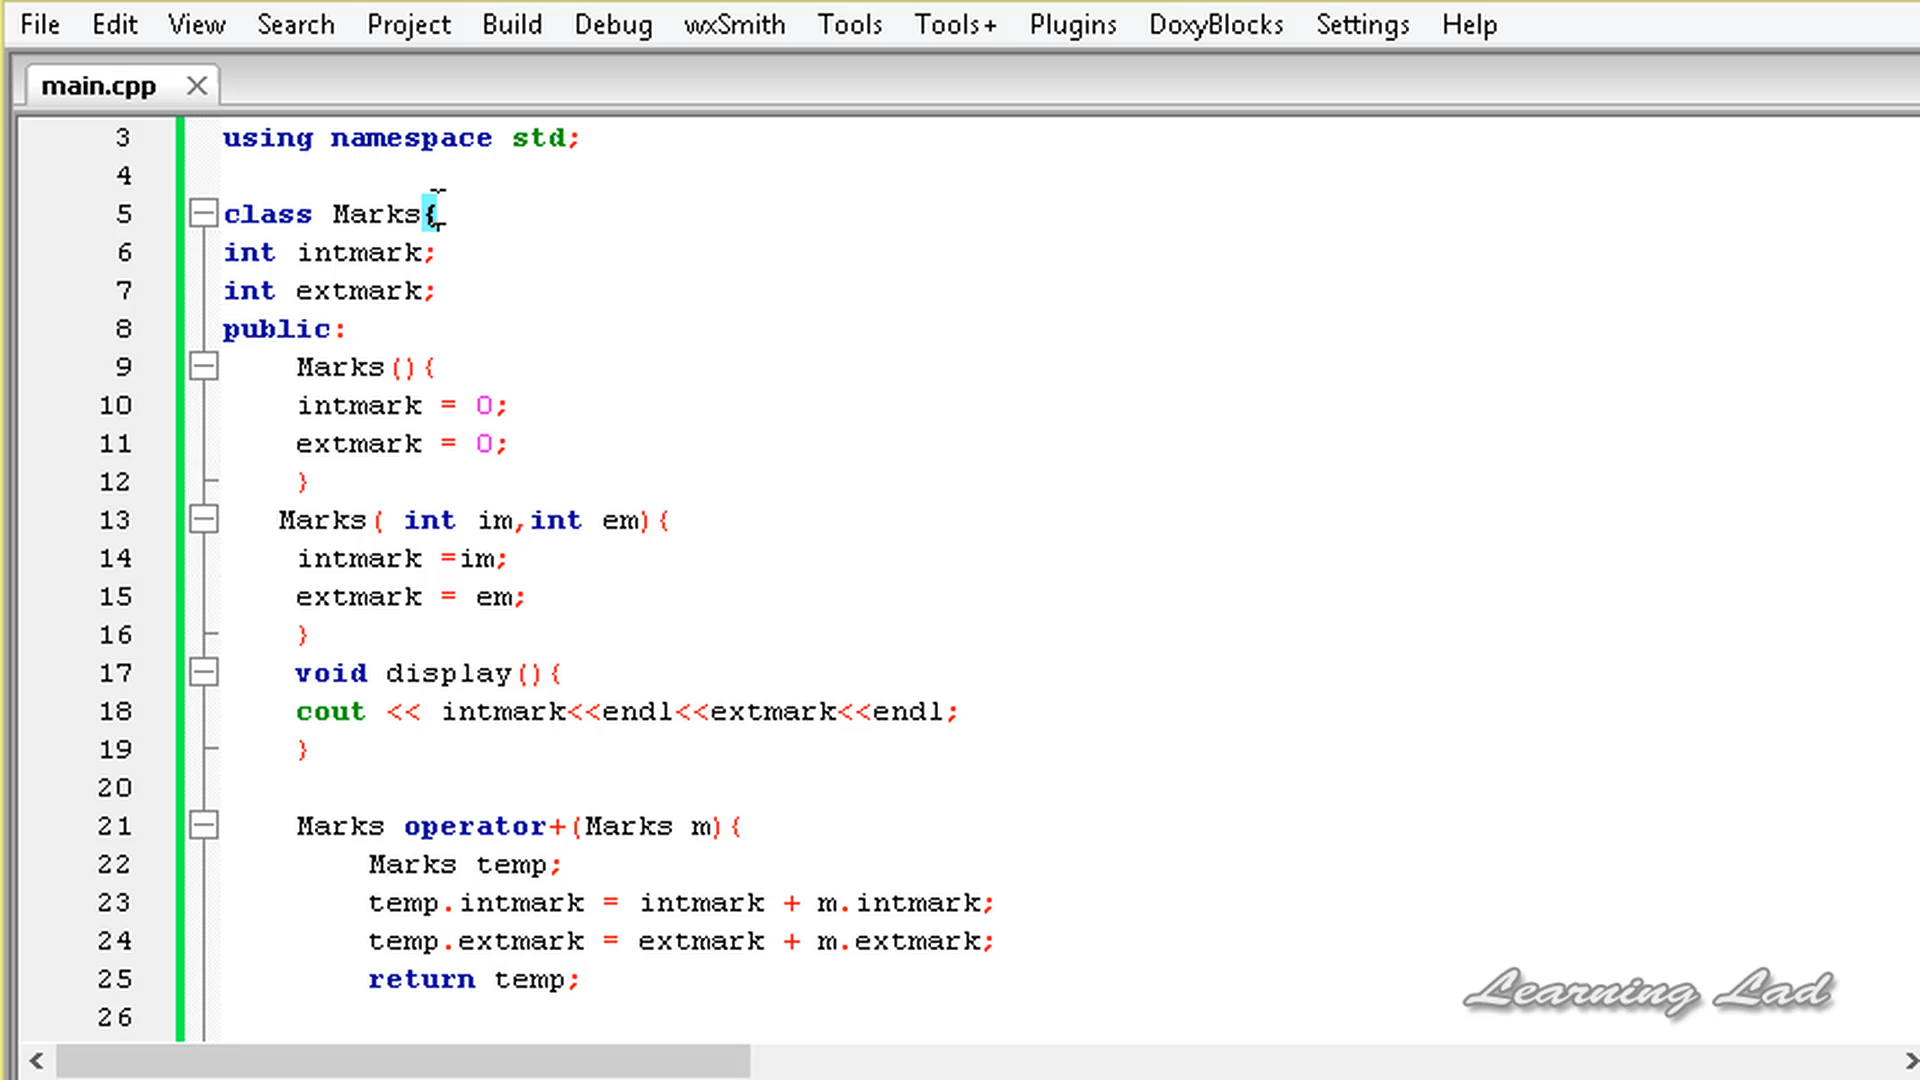 File Edit View Search Project Build Debug wxSmith Tools Tools+ Plugins DoxyBlocks Settings Help
main.cpp
3 using namespace std;
4
5 class Marks{
6 int intmark;
7 int extmark;
8 public:
9 Marks(){
10 intmark = 0;
11 extmark = 0;
12 }
13 Marks( int im,int em){
14 intmark =im;
15 extmark = em;
16 }
17 void display(){
18 cout << intmark<<endl<<extmark<<endl;
19 }
20
21 Marks operator+(Marks m){
22 Marks temp;
23 temp.intmark = intmark + m.intmark;
24 temp.extmark = extmark + m.extmark;
25 return temp;
26
Learning Lad